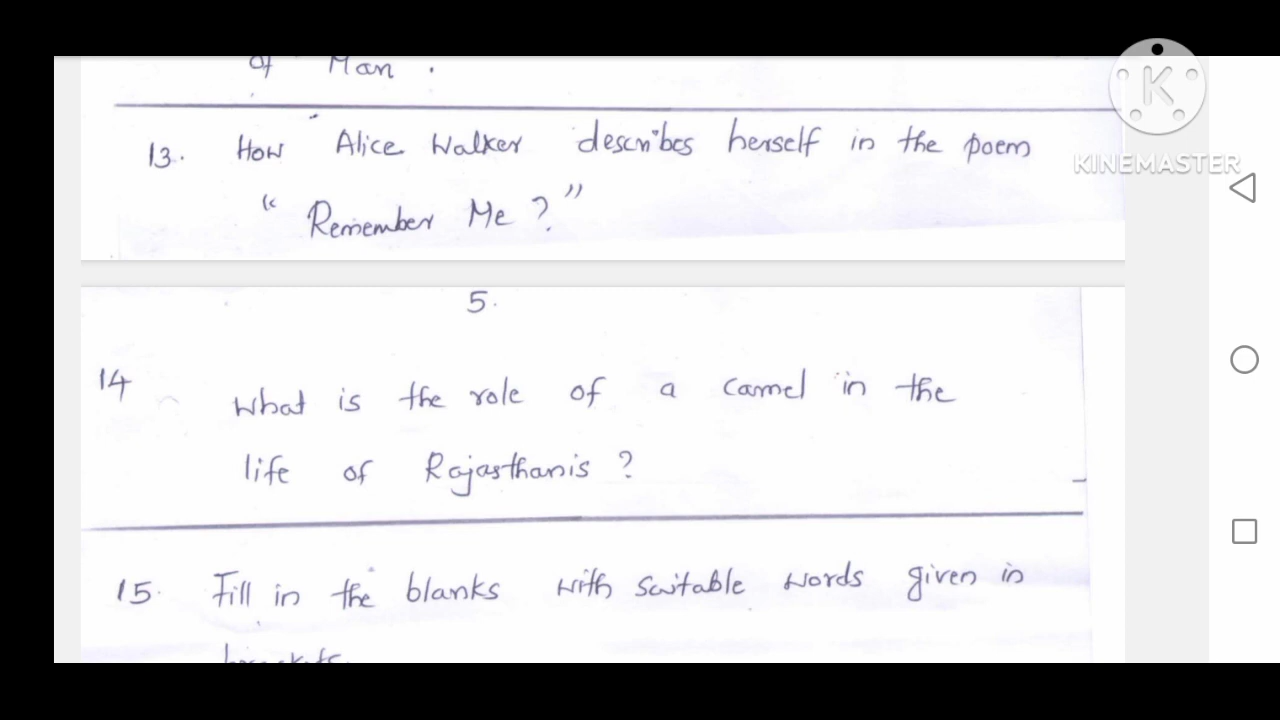 of Man.
13. How Alice Walker describes herself in the poem
"Remember Me?"
5.
14 What is the role of a camel in the
life of Rajasthanis?
15. Fill in the blanks with suitable words given in
KINEMASTER